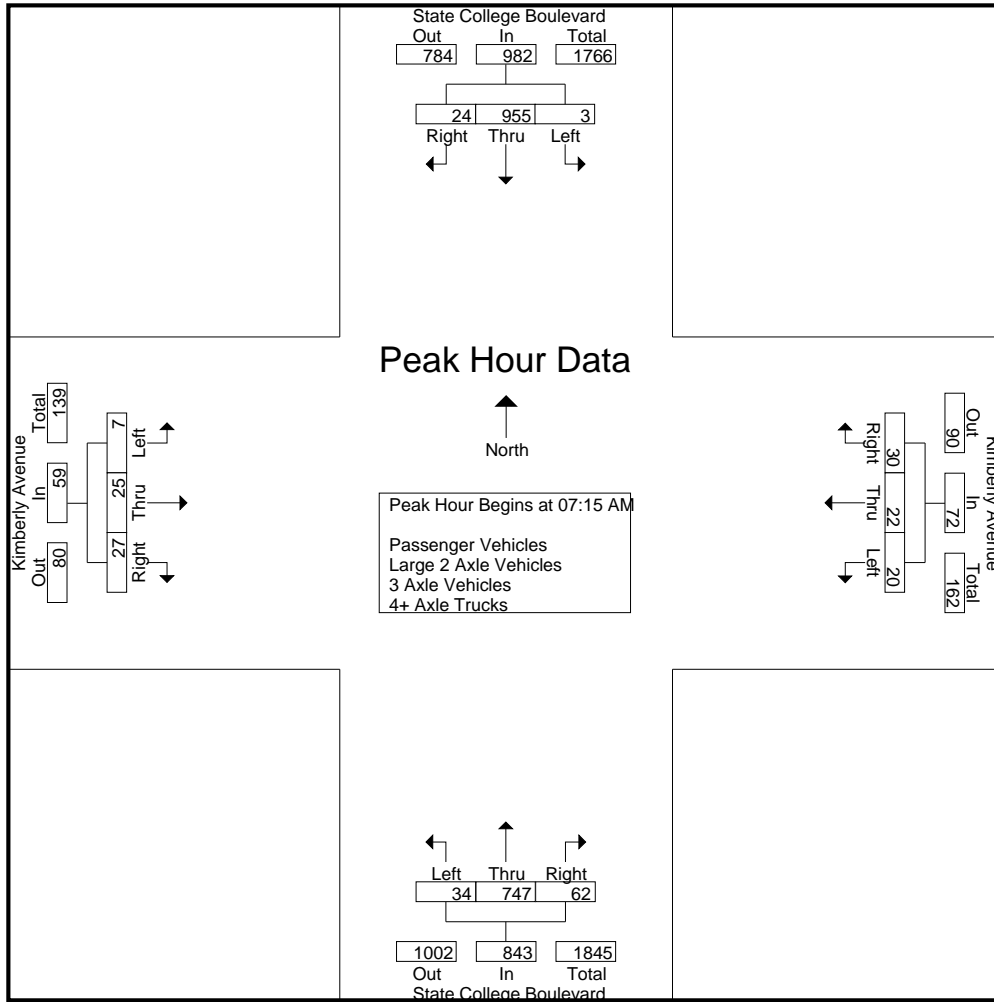 State College Boulevard
Out In Total
784 982 1766
24 955 3
Right Thru Left
Peak Hour Data
North
Peak Hour Begins at 07:15 AM
Passenger Vehicles
Large 2 Axle Vehicles
3 Axle Vehicles
4+ Axle Trucks
Kimberly Avenue
Out In Total
80 59 139
7 25 27
Left Thru Right
Right Thru Left
30 22 20
90 72 162
Out In Total
Kimberly Avenue
Left Thru Right
34 747 62
1002 843 1845
Out In Total
State College Boulevard